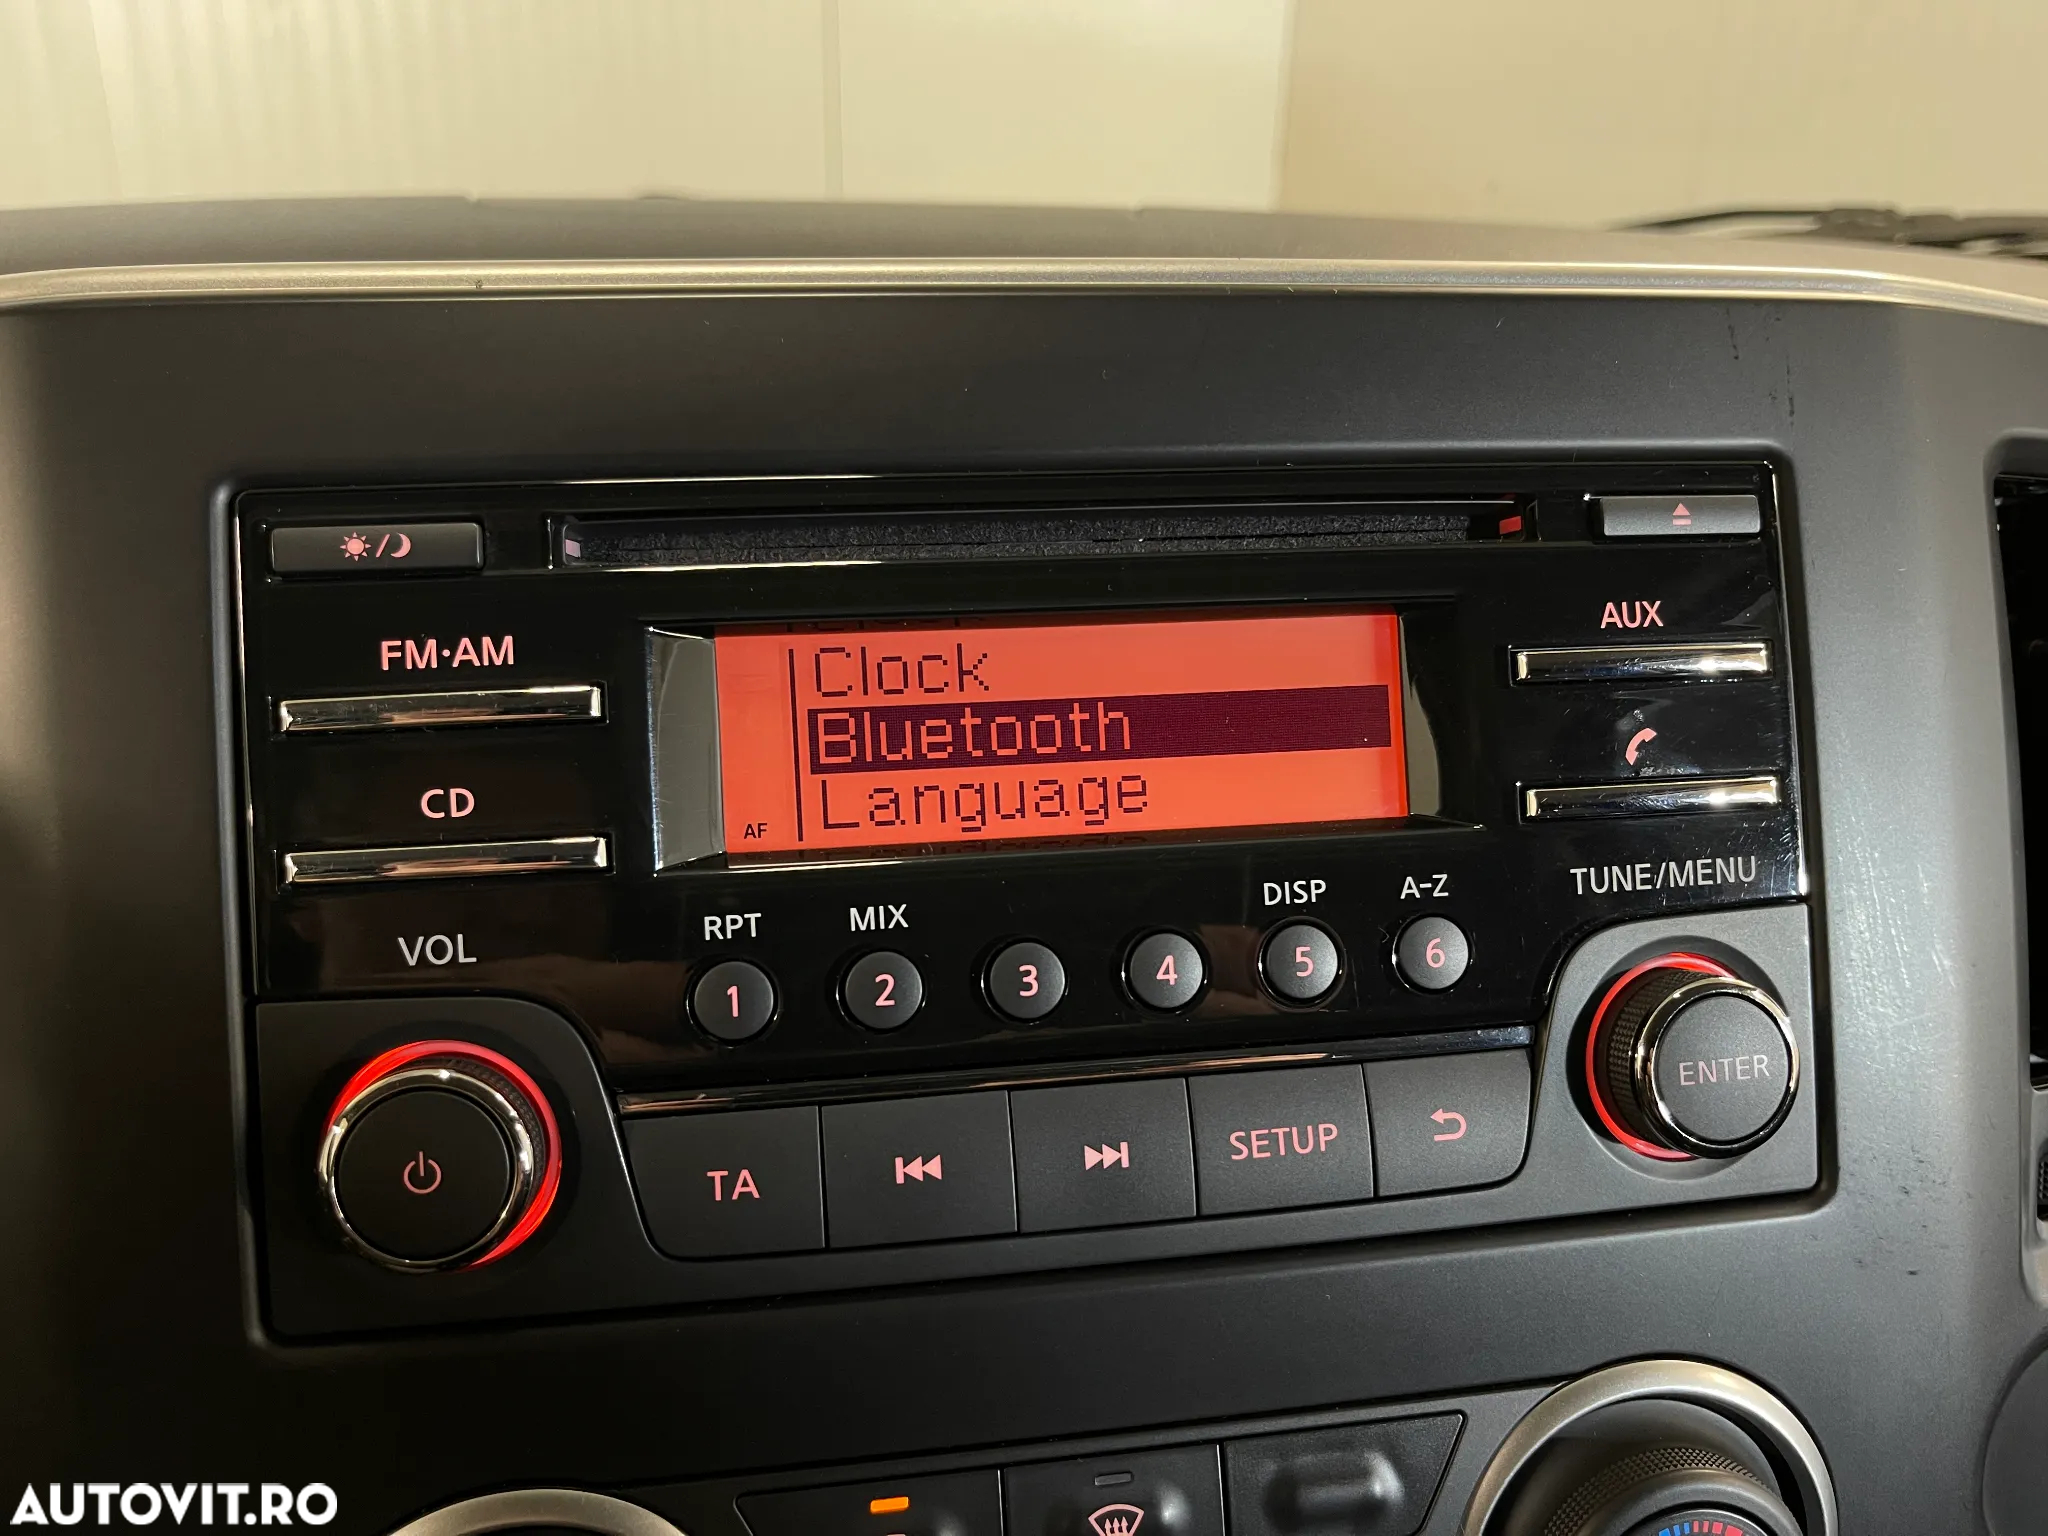 FM·AM
AUX
Clock
Bluetooth
Language
AF
CD
VOL
TUNE/MENU
RPT
MIX
DISP
A-Z
1
2
3
4
5
6
ENTER
TA
SETUP
AUTOVIT.RO